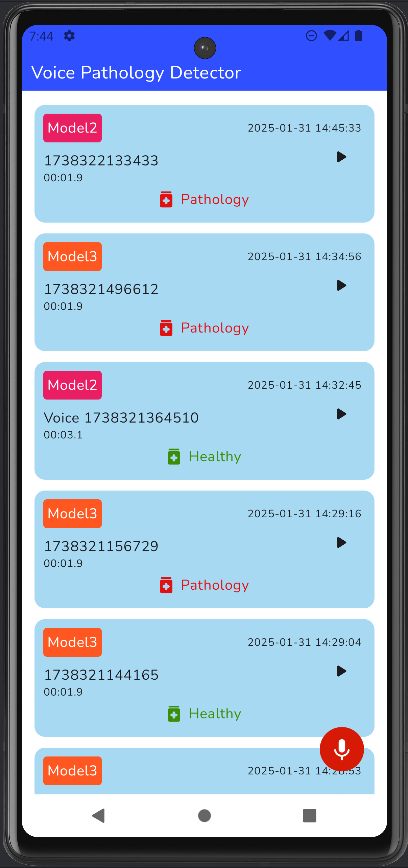 7:44
Voice Pathology Detector
Model2
2025-01-31 14:45:33
1738322133433
00:01.9
Pathology
Model3
2025-01-31 14:34:56
1738321496612
00:01.9
Pathology
Model2
2025-01-31 14:32:45
Voice 1738321364510
00:03.1
Healthy
Model3
2025-01-31 14:29:16
1738321156729
00:01.9
Pathology
Model3
2025-01-31 14:29:04
1738321144165
00:01.9
Healthy
Model3
2025-01-31